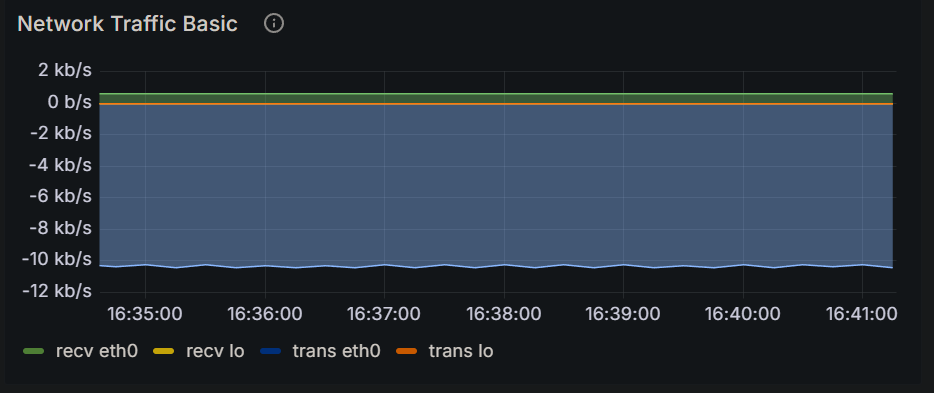 Network Traffic Basic
2 kb/s
0 b/s
-2 kb/s
-4 kb/s
-6 kb/s
-8 kb/s
-10 kb/s
-12 kb/s
16:35:00 16:36:00 16:37:00 16:38:00 16:39:00 16:40:00 16:41:00
recv eth0 recv lo trans eth0 trans lo